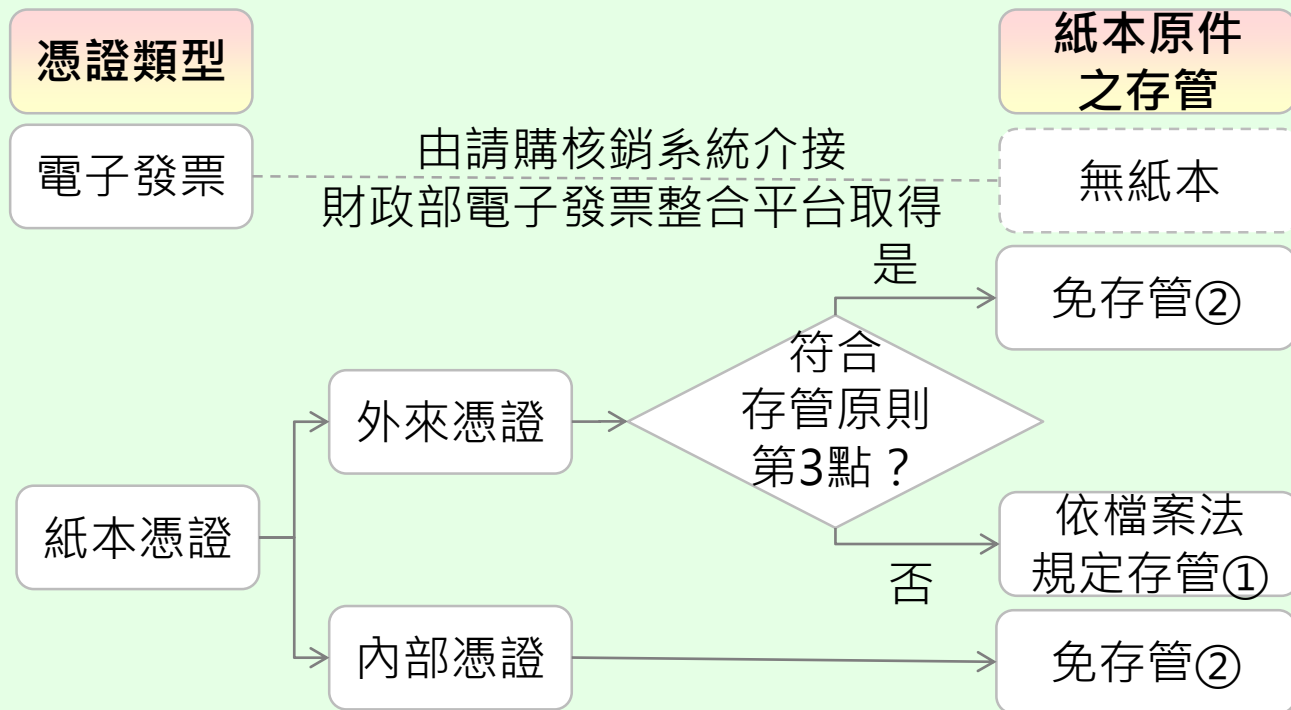 憑證類型
紙本原件
之存管
電子發票
由請購核銷系統介接
財政部電子發票整合平台取得
無紙本
是
免存管②
符合
存管原則
第3點？
外來憑證
紙本憑證
依檔案法
規定存管①
否
內部憑證
免存管②